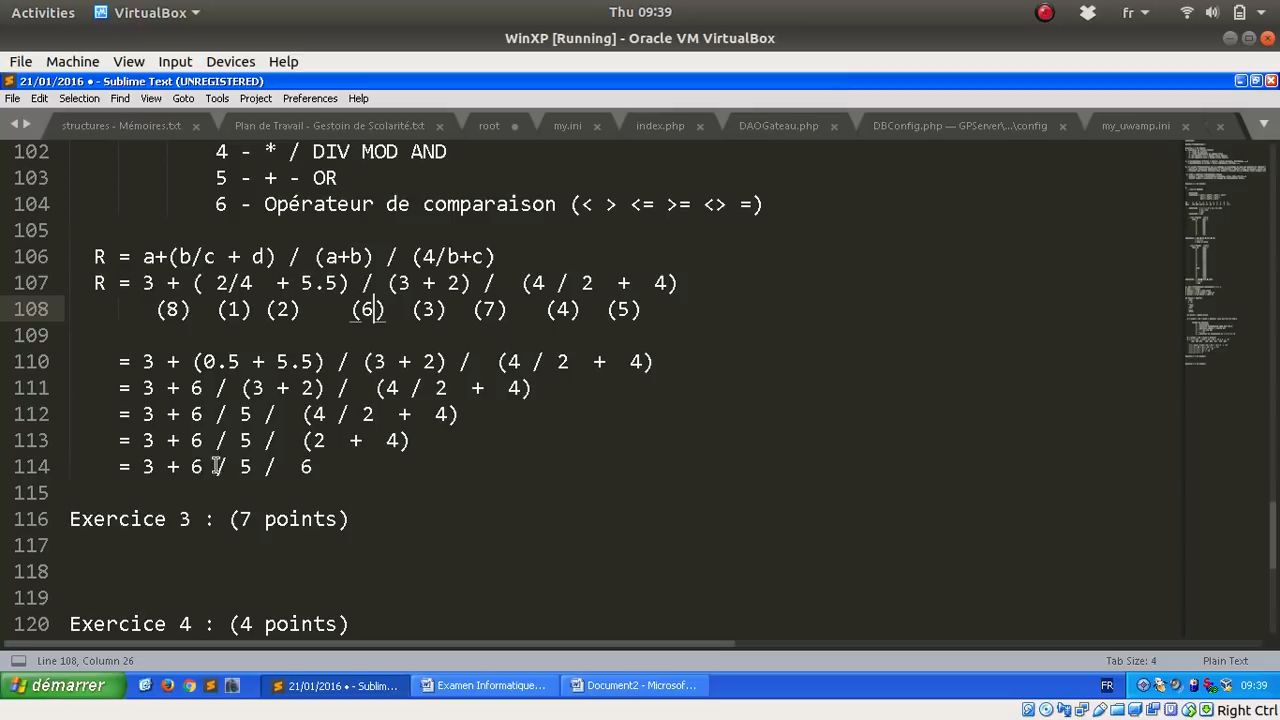 Activities VirtualBox Thu 09:39 fr
WinXP [Running] - Oracle VM VirtualBox
File Machine View Input Devices Help
21/01/2016 • - Sublime Text (UNREGISTERED)
File Edit Selection Find View Goto Tools Project Preferences Help
structures - Mémoires.txt Plan de Travail - Gestoin de Scolarité.txt root my.ini index.php DAOGateau.php DBConfig.php — GPServer\...\config my_uwamp.ini
102 4 - * / DIV MOD AND
103 5 - + - OR
104 6 - Opérateur de comparaison (< > <= >= <> =)
105
106 R = a+(b/c + d) / (a+b) / (4/b+c)
107 R = 3 + ( 2/4 + 5.5) / (3 + 2) / (4 / 2 + 4)
108 (8) (1) (2) (6) (3) (7) (4) (5)
109
110 = 3 + (0.5 + 5.5) / (3 + 2) / (4 / 2 + 4)
111 = 3 + 6 / (3 + 2) / (4 / 2 + 4)
112 = 3 + 6 / 5 / (4 / 2 + 4)
113 = 3 + 6 / 5 / (2 + 4)
114 = 3 + 6 / 5 / 6
115
116 Exercice 3 : (7 points)
117
118
119
120 Exercice 4 : (4 points)
Line 108, Column 26 Tab Size: 4 Plain Text
démarrer 21/01/2016 • - Sublim... Examen Informatique... Document2 - Microsof... FR 09:39
Right Ctrl